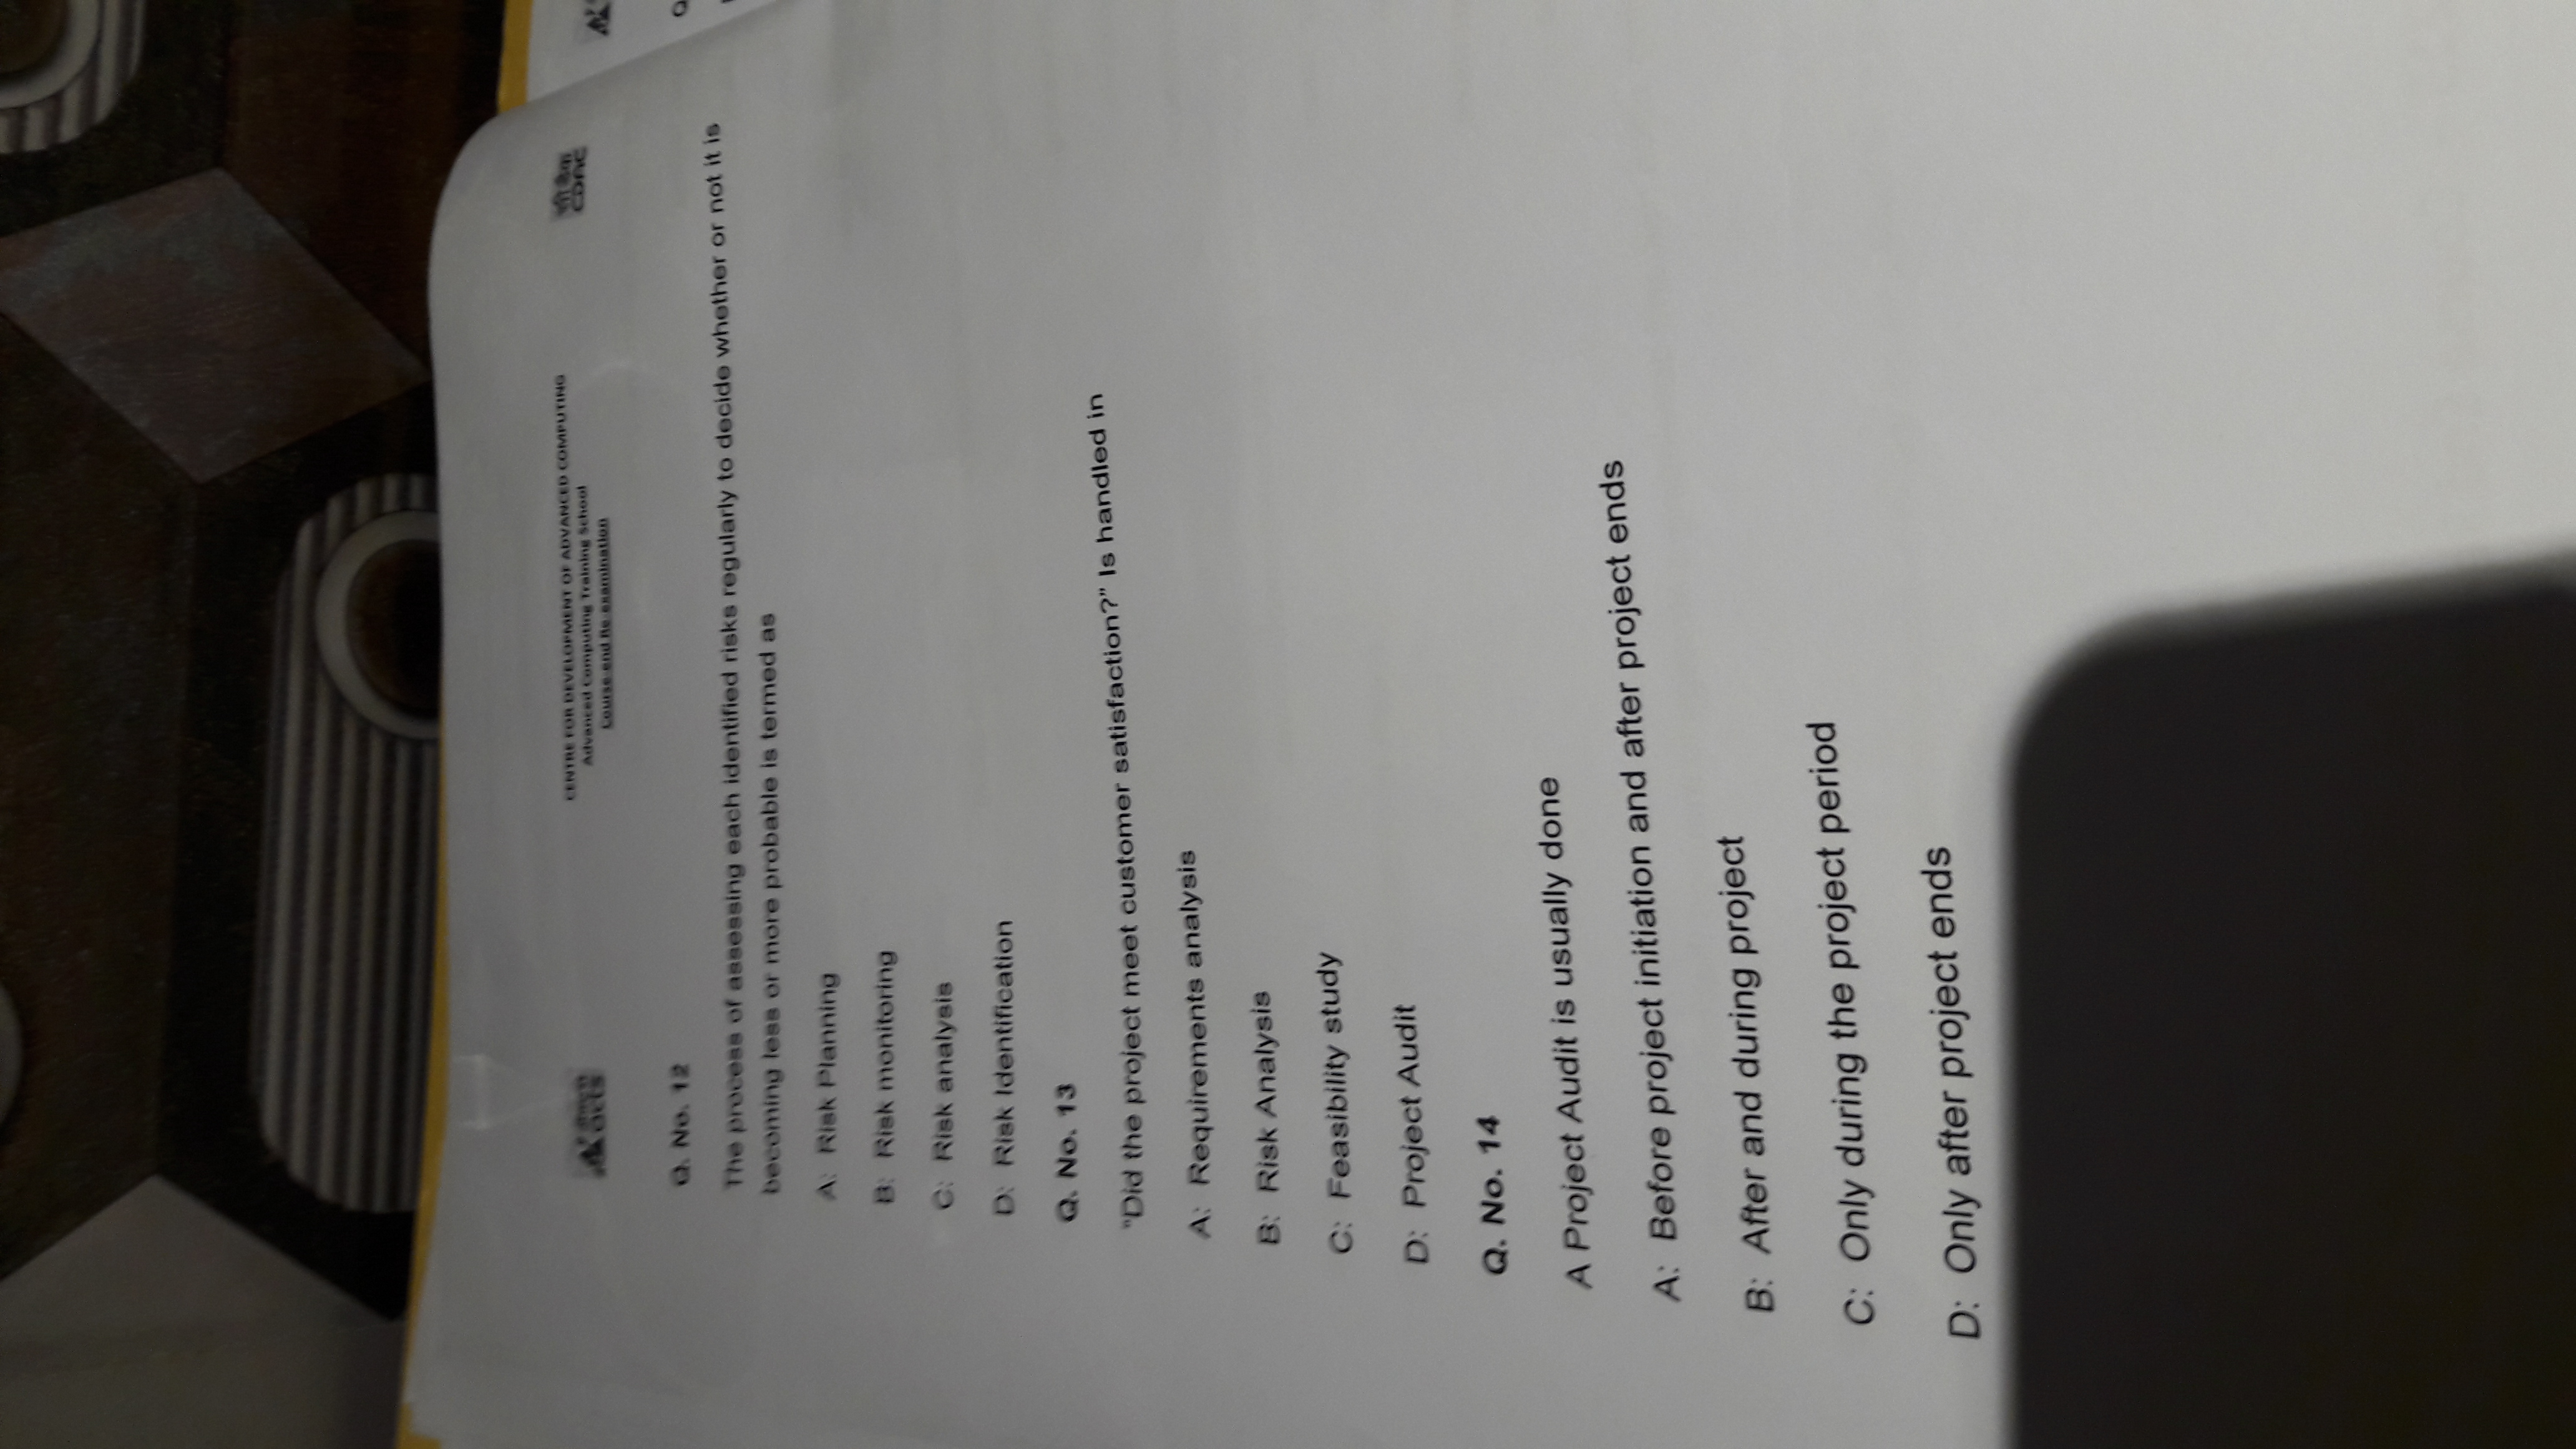 acts
CENTRE FOR DEVELOPMENT OF ADVANCED COMPUTING
Advanced Computing Training School
Course-end Re-examination
सी डैक
CDAC
Q. No. 12
The process of assessing each identified risks regularly to decide whether or not it is
becoming less or more probable is termed as
A: Risk Planning
B: Risk monitoring
C: Risk analysis
D: Risk Identification
Q. No. 13
"Did the project meet customer satisfaction?” Is handled in
A: Requirements analysis
B: Risk Analysis
C: Feasibility study
D: Project Audit
Q. No. 14
A Project Audit is usually done
A: Before project initiation and after project ends
B: After and during project
C: Only during the project period
D: Only after project ends